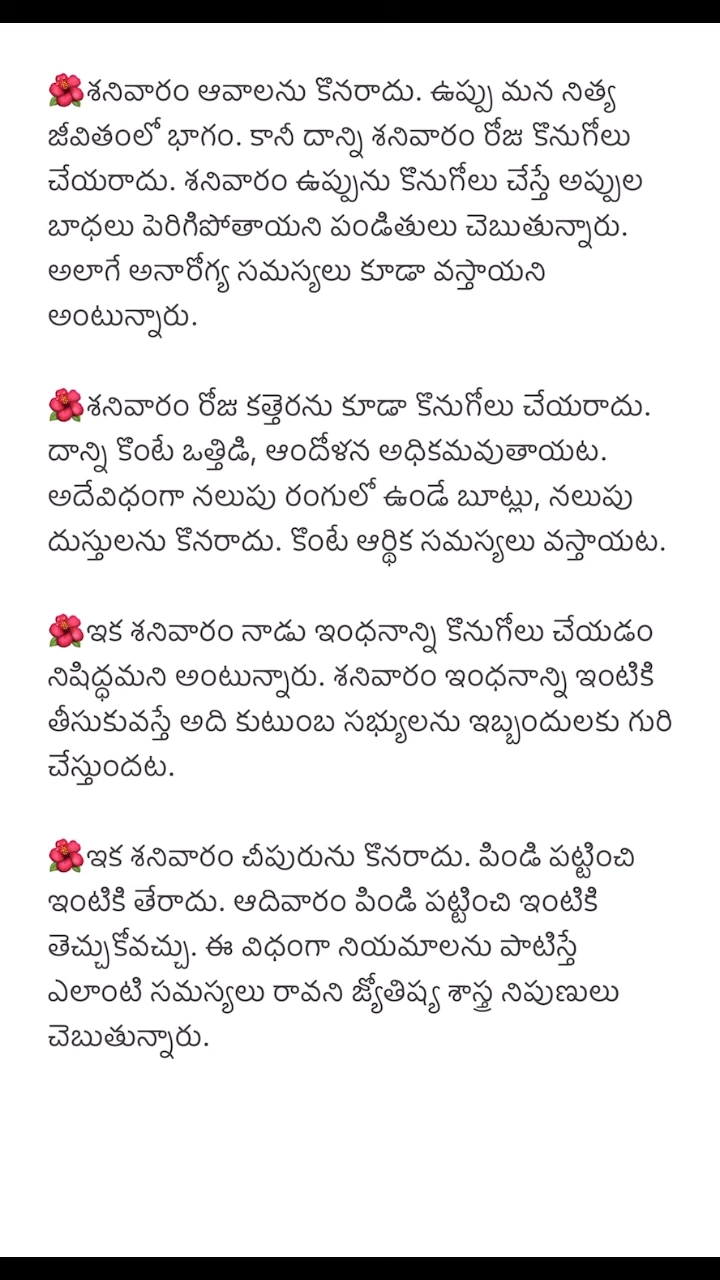 🌺శనివారం ఆవాలను కొనరాదు. ఉప్పు మన నిత్య
జీవితంలో భాగం. కానీ దాన్ని శనివారం రోజు కొనుగోలు
చేయరాదు. శనివారం ఉప్పును కొనుగోలు చేస్తే అప్పుల
బాధలు పెరిగిపోతాయని పండితులు చెబుతున్నారు.
అలాగే అనారోగ్య సమస్యలు కూడా వస్తాయని
అంటున్నారు.
🌺శనివారం రోజు కత్తెరను కూడా కొనుగోలు చేయరాదు.
దాన్ని కొంటే ఒత్తిడి, ఆందోళన అధికమవుతాయట.
అదేవిధంగా నలుపు రంగులో ఉండే బూట్లు, నలుపు
దుస్తులను కొనరాదు. కొంటే ఆర్థిక సమస్యలు వస్తాయట.
🌺ఇక శనివారం నాడు ఇంధనాన్ని కొనుగోలు చేయడం
నిషిద్ధమని అంటున్నారు. శనివారం ఇంధనాన్ని ఇంటికి
తీసుకువస్తే అది కుటుంబ సభ్యులను ఇబ్బందులకు గురి
చేస్తుందట.
🌺ఇక శనివారం చీపురును కొనరాదు. పిండి పట్టించి
ఇంటికి తేరాదు. ఆదివారం పిండి పట్టించి ఇంటికి
తెచ్చుకోవచ్చు. ఈ విధంగా నియమాలను పాటిస్తే
ఎలాంటి సమస్యలు రావని జ్యోతిష్య శాస్త్ర నిపుణులు
చెబుతున్నారు.